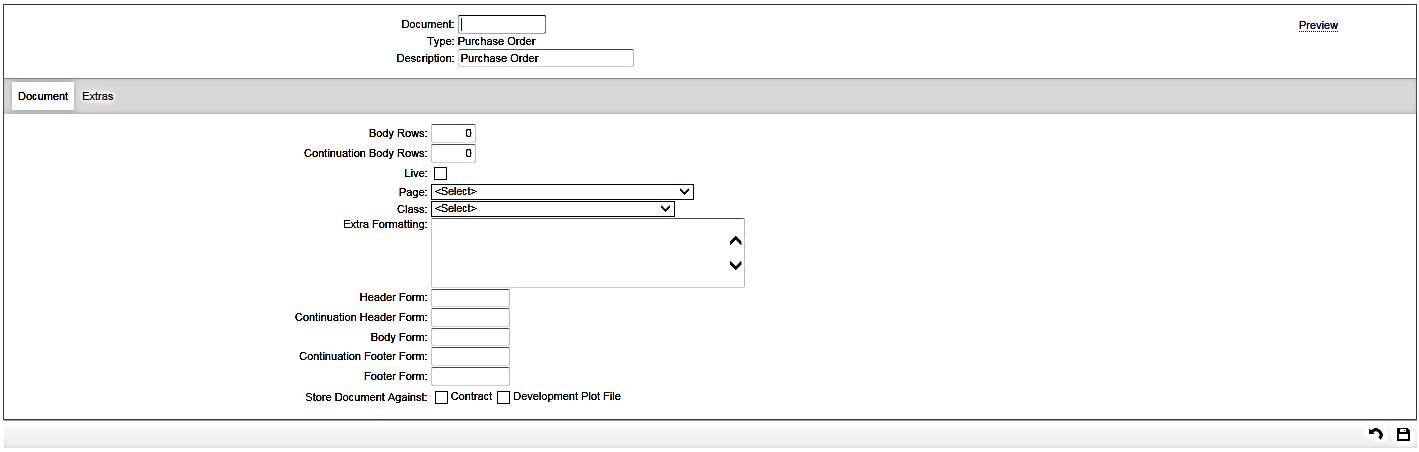 Document:
Preview
Type: Purchase Order
Description: Purchase Order
Document Extras
Body Rows: 0
Continuation Body Rows: 0
Live:
Page: <Select>
Class: <Select>
Extra Formatting:
Header Form:
Continuation Header Form:
Body Form:
Continuation Footer Form:
Footer Form:
Store Document Against: Contract Development Plot File